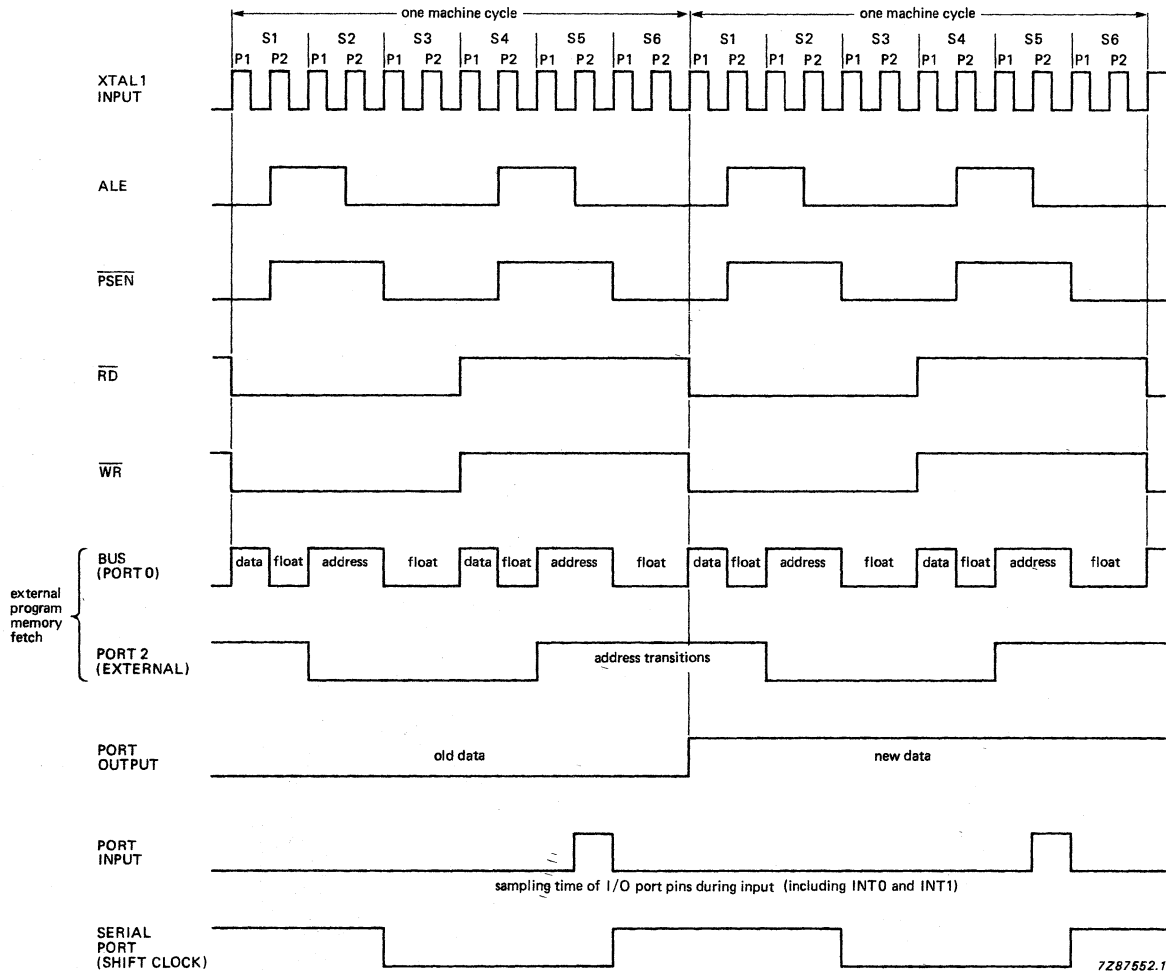 one machine cycle one machine cycle
S1 S2 S3 S4 S5 S6 S1 S2 S3 S4 S5 S6
P1 P2 P1 P2 P1 P2 P1 P2 P1 P2 P1 P2 P1 P2 P1 P2 P1 P2 P1 P2 P1 P2 P1 P2
XTAL1
INPUT
ALE
PSEN
RD
WR
BUS
(PORT 0)
data float address float data float address float data float address float data float address float
external
program
memory
fetch
PORT 2
(EXTERNAL)
address transitions
PORT
OUTPUT
old data new data
PORT
INPUT
sampling time of I/O port pins during input (including INT0 and INT1)
SERIAL
PORT
(SHIFT CLOCK)
7Z87552.1